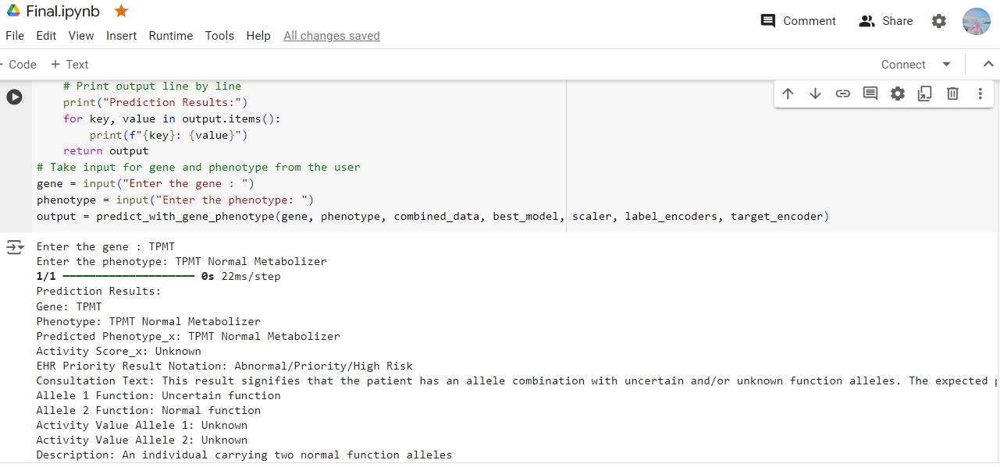 Final.ipynb
Comment
Share
File Edit View Insert Runtime Tools Help All changes saved
Code + Text
Connect
# Print output line by line
print("Prediction Results:")
for key, value in output.items():
print(f"{key}: {value}")
return output
# Take input for gene and phenotype from the user
gene = input("Enter the gene : ")
phenotype = input("Enter the phenotype: ")
output = predict_with_gene_phenotype(gene, phenotype, combined_data, best_model, scaler, label_encoders, target_encoder)
Enter the gene : TPMT
Enter the phenotype: TPMT Normal Metabolizer
1/1 ━━━━━━━━━━━━━━━━━━━━ 0s 22ms/step
Prediction Results:
Gene: TPMT
Phenotype: TPMT Normal Metabolizer
Predicted Phenotype_x: TPMT Normal Metabolizer
Activity Score_x: Unknown
EHR Priority Result Notation: Abnormal/Priority/High Risk
Consultation Text: This result signifies that the patient has an allele combination with uncertain and/or unknown function alleles. The expected
Allele 1 Function: Uncertain function
Allele 2 Function: Normal function
Activity Value Allele 1: Unknown
Activity Value Allele 2: Unknown
Description: An individual carrying two normal function alleles